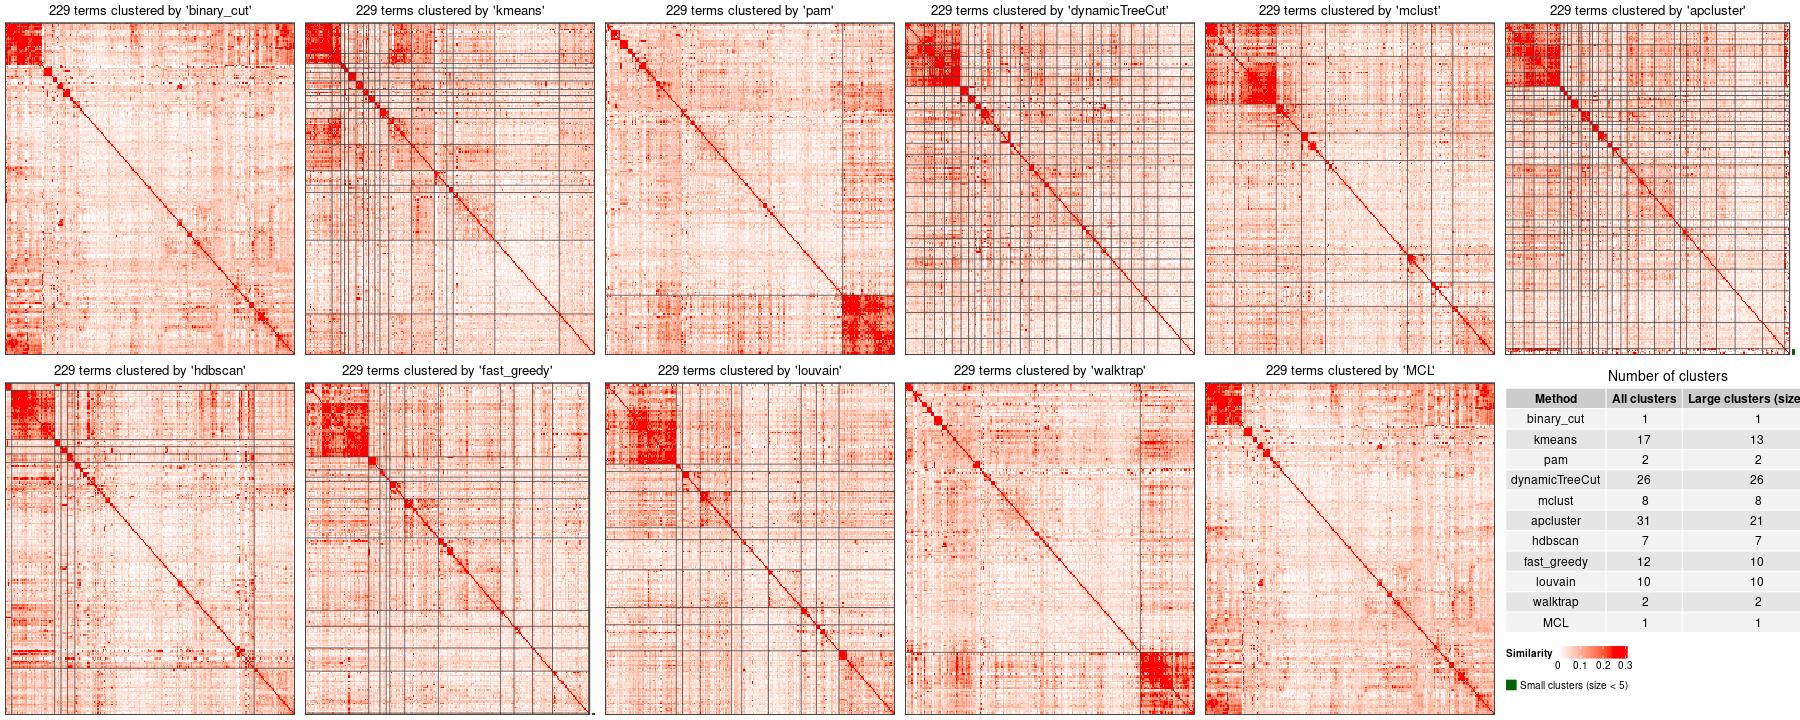 229 terms clustered by 'binary_cut'
229 terms clustered by 'kmeans'
229 terms clustered by 'pam'
229 terms clustered by 'dynamicTreeCut'
229 terms clustered by 'mclust'
229 terms clustered by 'apcluster'
229 terms clustered by 'hdbscan'
229 terms clustered by 'fast_greedy'
229 terms clustered by 'louvain'
229 terms clustered by 'walktrap'
229 terms clustered by 'MCL'
Number of clusters
Method All clusters Large clusters (size
binary_cut 1 1
kmeans 17 13
pam 2 2
dynamicTreeCut 26 26
mclust 8 8
apcluster 31 21
hdbscan 7 7
fast_greedy 12 10
louvain 10 10
walktrap 2 2
MCL 1 1
Similarity
0 0.1 0.2 0.3
Small clusters (size < 5)